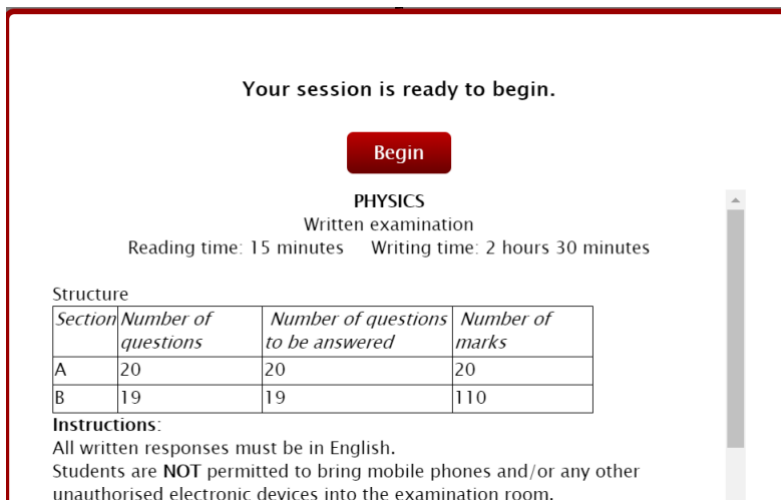 Your session is ready to begin.
Begin
PHYSICS
Written examination
Reading time: 15 minutes Writing time: 2 hours 30 minutes
Structure
Section Number of questions Number of questions to be answered Number of marks
A 20 20 20
B 19 19 110
Instructions:
All written responses must be in English.
Students are NOT permitted to bring mobile phones and/or any other
unauthorised electronic devices into the examination room.